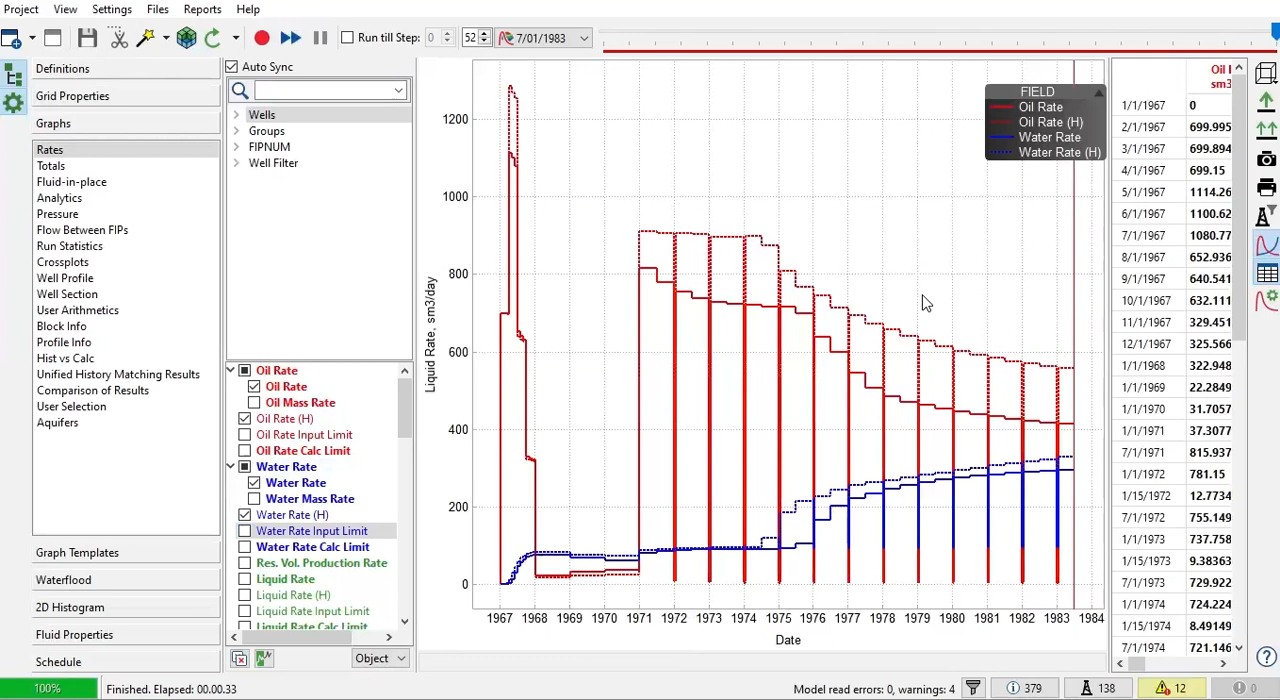 Project View Settings Files Reports Help
Run till Step: 0 52 7/01/1983
Definitions
Grid Properties
Graphs
Rates
Totals
Fluid-in-place
Analytics
Pressure
Flow Between FIPs
Run Statistics
Crossplots
Well Profile
Well Section
User Analytics
Block Info
Profile Info
Hist vs Calc
Unified History Matching Results
Comparison of Results
User Selection
Aquifers
Graph Templates
Waterflood
2D Histogram
Fluid Properties
Schedule
Auto Sync
Wells
Groups
FIPNUM
Well Filter
Oil Rate
Oil Rate
Oil Mass Rate
Oil Rate (H)
Oil Rate Input Limit
Oil Rate Calc Limit
Water Rate
Water Rate
Water Mass Rate
Water Rate (H)
Water Rate Input Limit
Water Rate Calc Limit
Res. Vol. Production Rate
Liquid Rate
Liquid Rate (H)
Liquid Rate Input Limit
Liquid Rate Calc Limit
Object
Liquid Rate, sm3/day
1200
1000
800
600
400
200
0
1967 1968 1969 1970 1971 1972 1973 1974 1975 1976 1977 1978 1979 1980 1981 1982 1983 1984
Date
FIELD
Oil Rate
Oil Rate (H)
Water Rate
Water Rate (H)
Oil
sm3
1/1/1967 0
2/1/1967 699.995
3/1/1967 699.894
4/1/1967 699.15
5/1/1967 1114.26
6/1/1967 1100.62
7/1/1967 1080.77
8/1/1967 652.936
9/1/1967 640.541
10/1/1967 632.111
11/1/1967 329.451
12/1/1967 325.566
1/1/1968 322.948
1/1/1969 22.2849
1/1/1970 31.7057
1/1/1971 37.3077
7/1/1971 815.937
1/1/1972 781.15
1/15/1972 12.7734
7/1/1972 755.149
1/1/1973 737.758
1/15/1973 9.38363
7/1/1973 729.922
1/1/1974 724.224
1/15/1974 8.49149
7/1/1974 721.146
100% Finished. Elapsed: 00.00.33 Model read errors: 0, warnings: 4 379 138 12 0